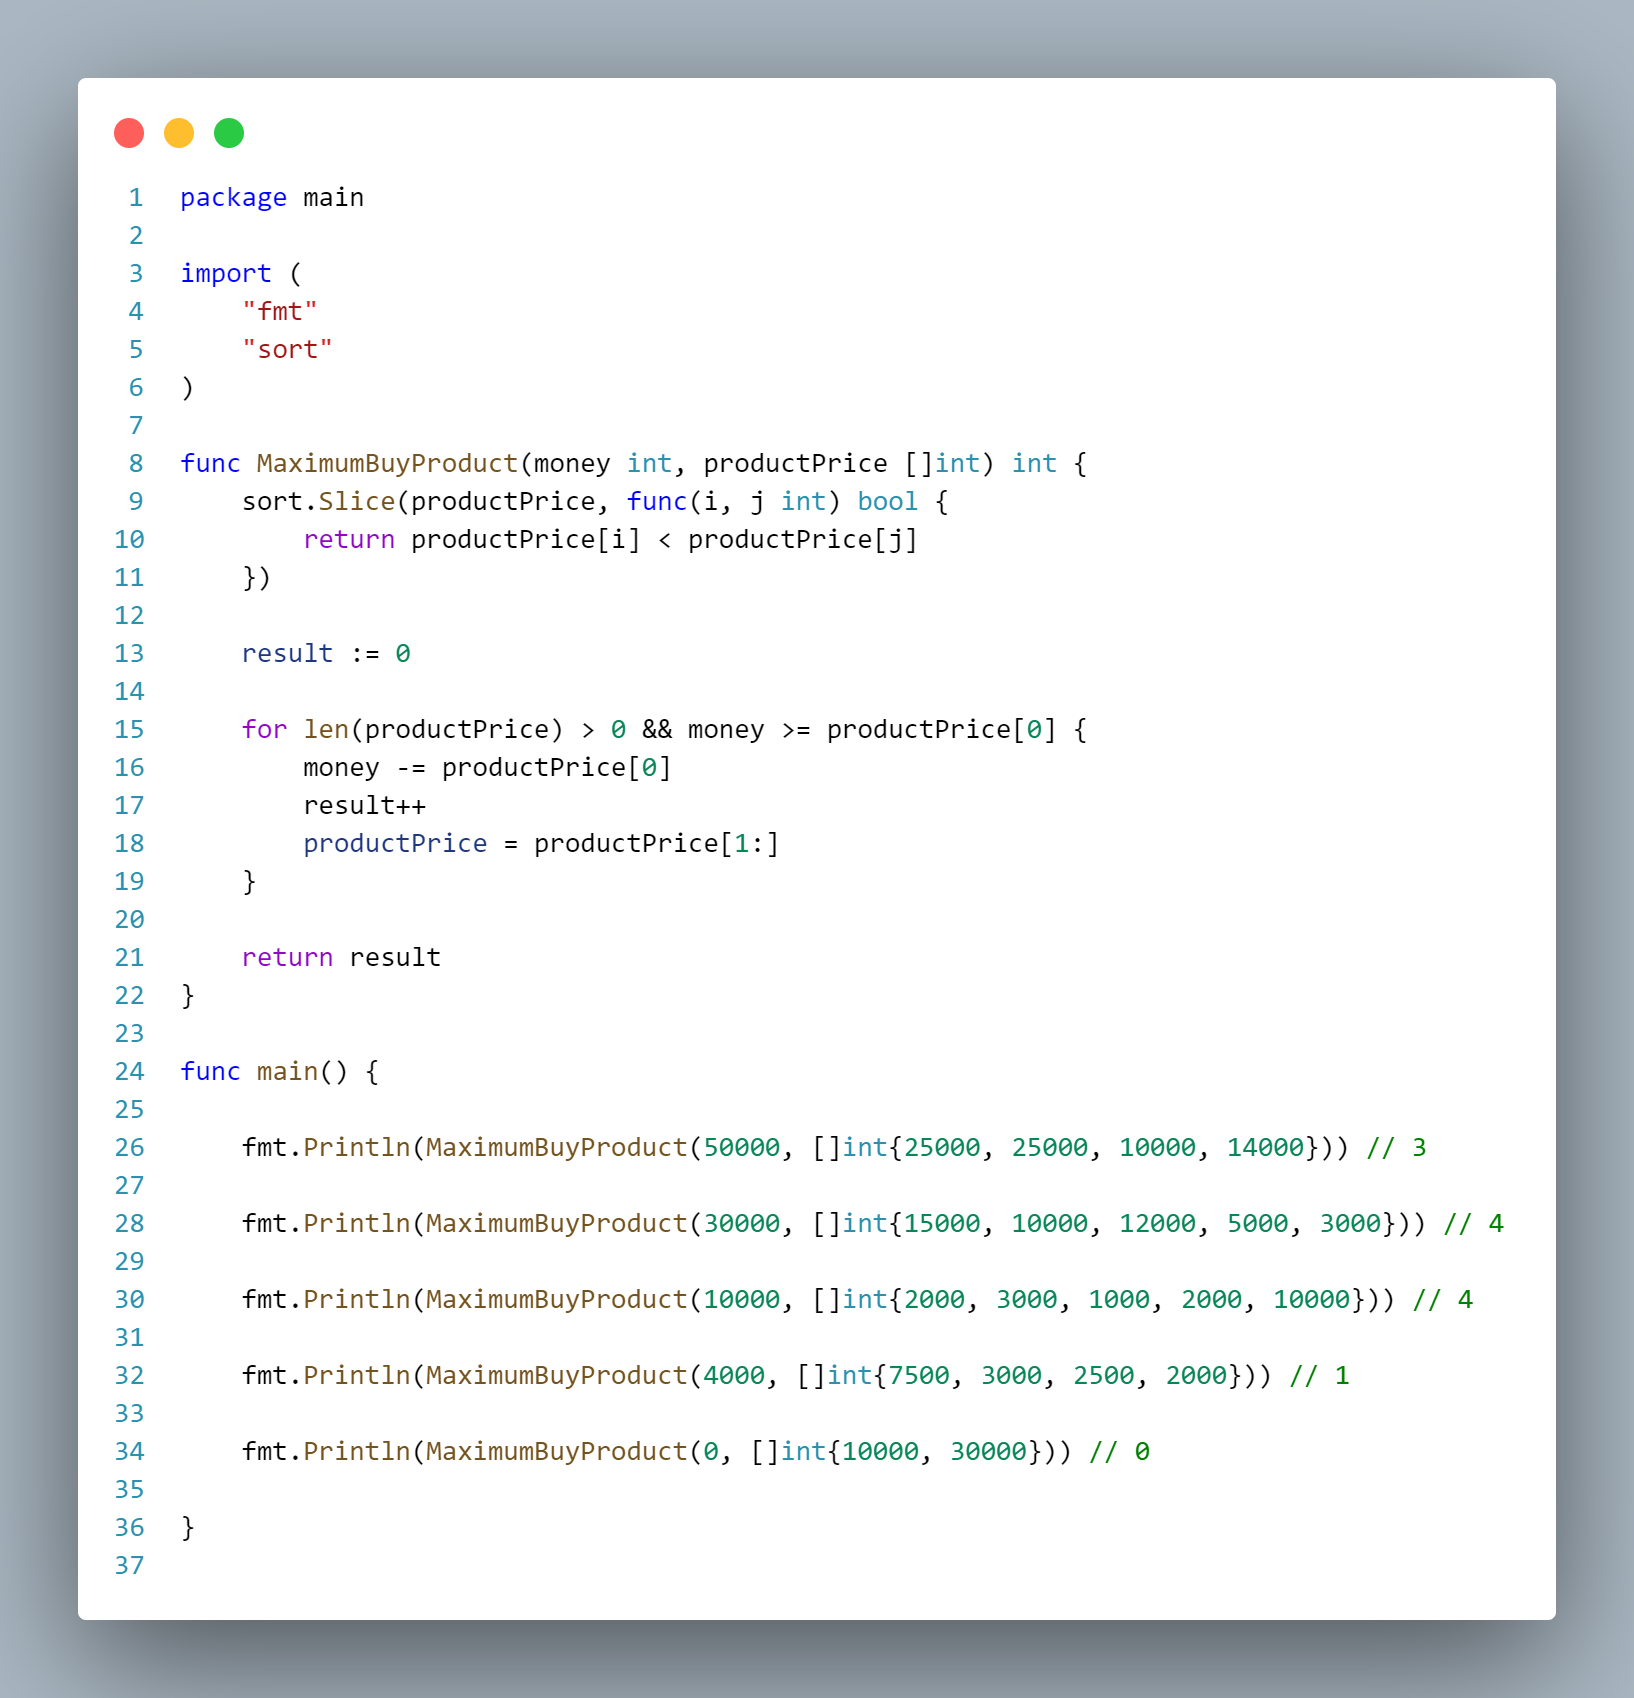 1 package main
2
3 import (
4     "fmt"
5     "sort"
6 )
7
8 func MaximumBuyProduct(money int, productPrice []int) int {
9     sort.Slice(productPrice, func(i, j int) bool {
10         return productPrice[i] < productPrice[j]
11     })
12
13     result := 0
14
15     for len(productPrice) > 0 && money >= productPrice[0] {
16         money -= productPrice[0]
17         result++
18         productPrice = productPrice[1:]
19     }
20
21     return result
22 }
23
24 func main() {
25
26     fmt.Println(MaximumBuyProduct(50000, []int{25000, 25000, 10000, 14000})) // 3
27
28     fmt.Println(MaximumBuyProduct(30000, []int{15000, 10000, 12000, 5000, 3000})) // 4
29
30     fmt.Println(MaximumBuyProduct(10000, []int{2000, 3000, 1000, 2000, 10000})) // 4
31
32     fmt.Println(MaximumBuyProduct(4000, []int{7500, 3000, 2500, 2000})) // 1
33
34     fmt.Println(MaximumBuyProduct(0, []int{10000, 30000})) // 0
35
36 }
37